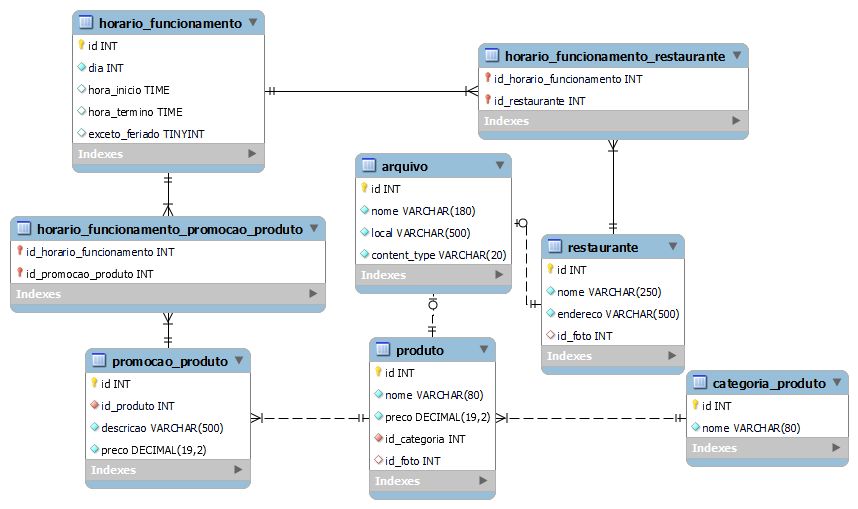 horario_funcionamento
id INT
dia INT
hora_inicio TIME
hora_termino TIME
exceto_feriado TINYINT
Indexes
horario_funcionamento_restaurante
id_horario_funcionamento INT
id_restaurante INT
Indexes
arquivo
id INT
nome VARCHAR(180)
local VARCHAR(500)
content_type VARCHAR(20)
Indexes
horario_funcionamento_promocao_produto
id_horario_funcionamento INT
id_promocao_produto INT
Indexes
restaurante
id INT
nome VARCHAR(250)
endereco VARCHAR(500)
id_foto INT
Indexes
promocao_produto
id INT
id_produto INT
descricao VARCHAR(500)
preco DECIMAL(19,2)
Indexes
produto
id INT
nome VARCHAR(80)
preco DECIMAL(19,2)
id_categoria INT
id_foto INT
Indexes
categoria_produto
id INT
nome VARCHAR(80)
Indexes